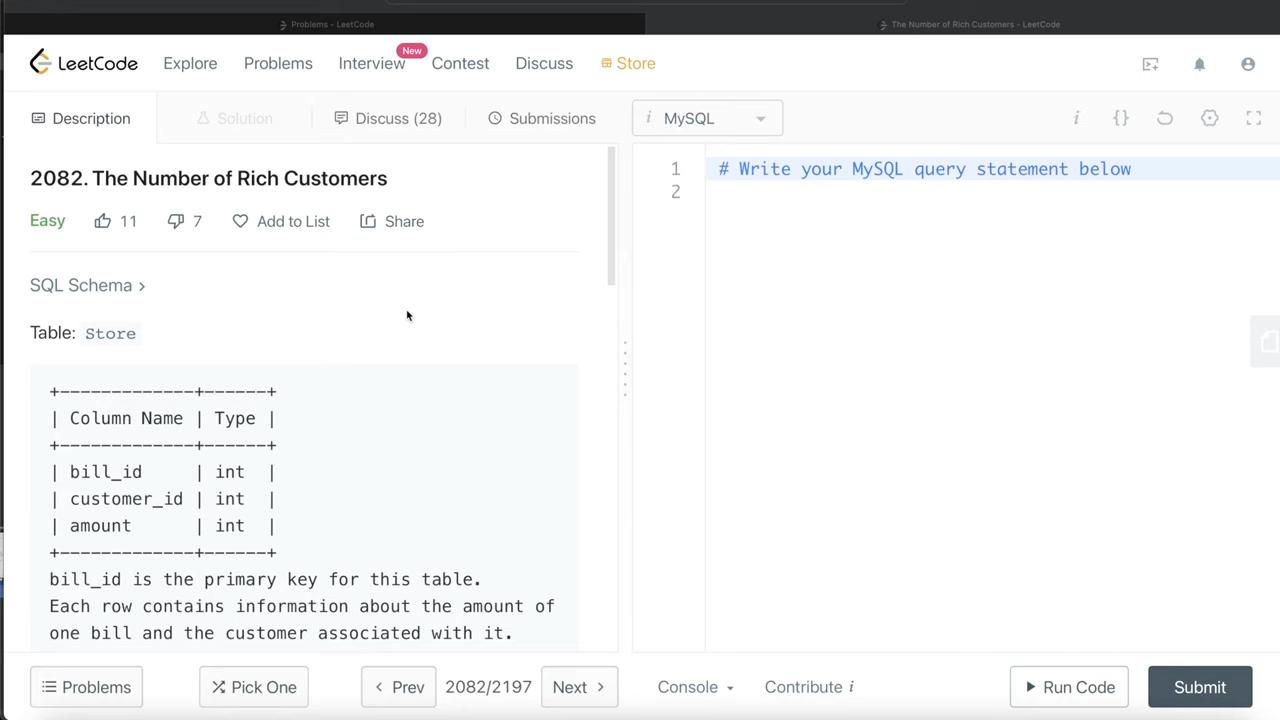 Problems - LeetCode
The Number of Rich Customers - LeetCode
LeetCode
Explore
Problems
Interview
New
Contest
Discuss
Store
Description
Solution
Discuss (28)
Submissions
i MySQL
i {}
2082. The Number of Rich Customers
Easy
11
7
Add to List
Share
SQL Schema >
Table: Store
+-------------+------+
| Column Name | Type |
+-------------+------+
| bill_id     | int  |
| customer_id | int  |
| amount      | int  |
+-------------+------+
bill_id is the primary key for this table.
Each row contains information about the amount of
one bill and the customer associated with it.
1 # Write your MySQL query statement below
2
Problems
Pick One
< Prev
2082/2197
Next >
Console
Contribute i
Run Code
Submit